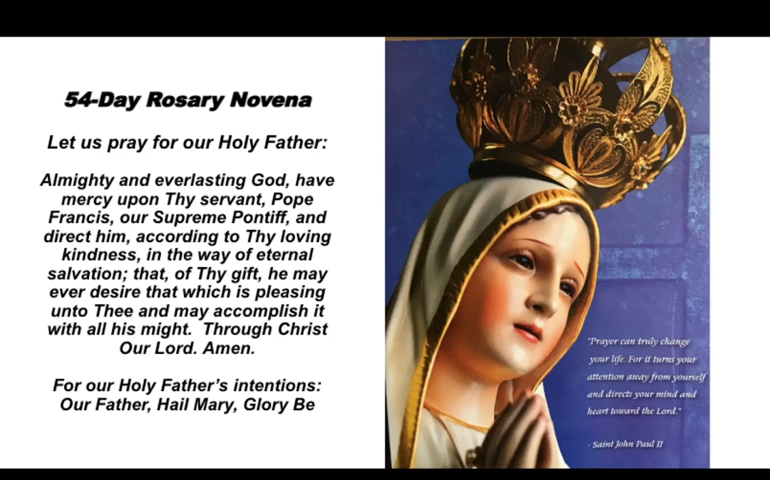 54-Day Rosary Novena
Let us pray for our Holy Father:
Almighty and everlasting God, have
mercy upon Thy servant, Pope
Francis, our Supreme Pontiff, and
direct him, according to Thy loving
kindness, in the way of eternal
salvation; that, of Thy gift, he may
ever desire that which is pleasing
unto Thee and may accomplish it
with all his might. Through Christ
Our Lord. Amen.
For our Holy Father's intentions:
Our Father, Hail Mary, Glory Be
"Prayer can truly change
your life. For it turns your
attention away from yourself
and directs your mind and
heart toward the Lord."
- Saint John Paul II